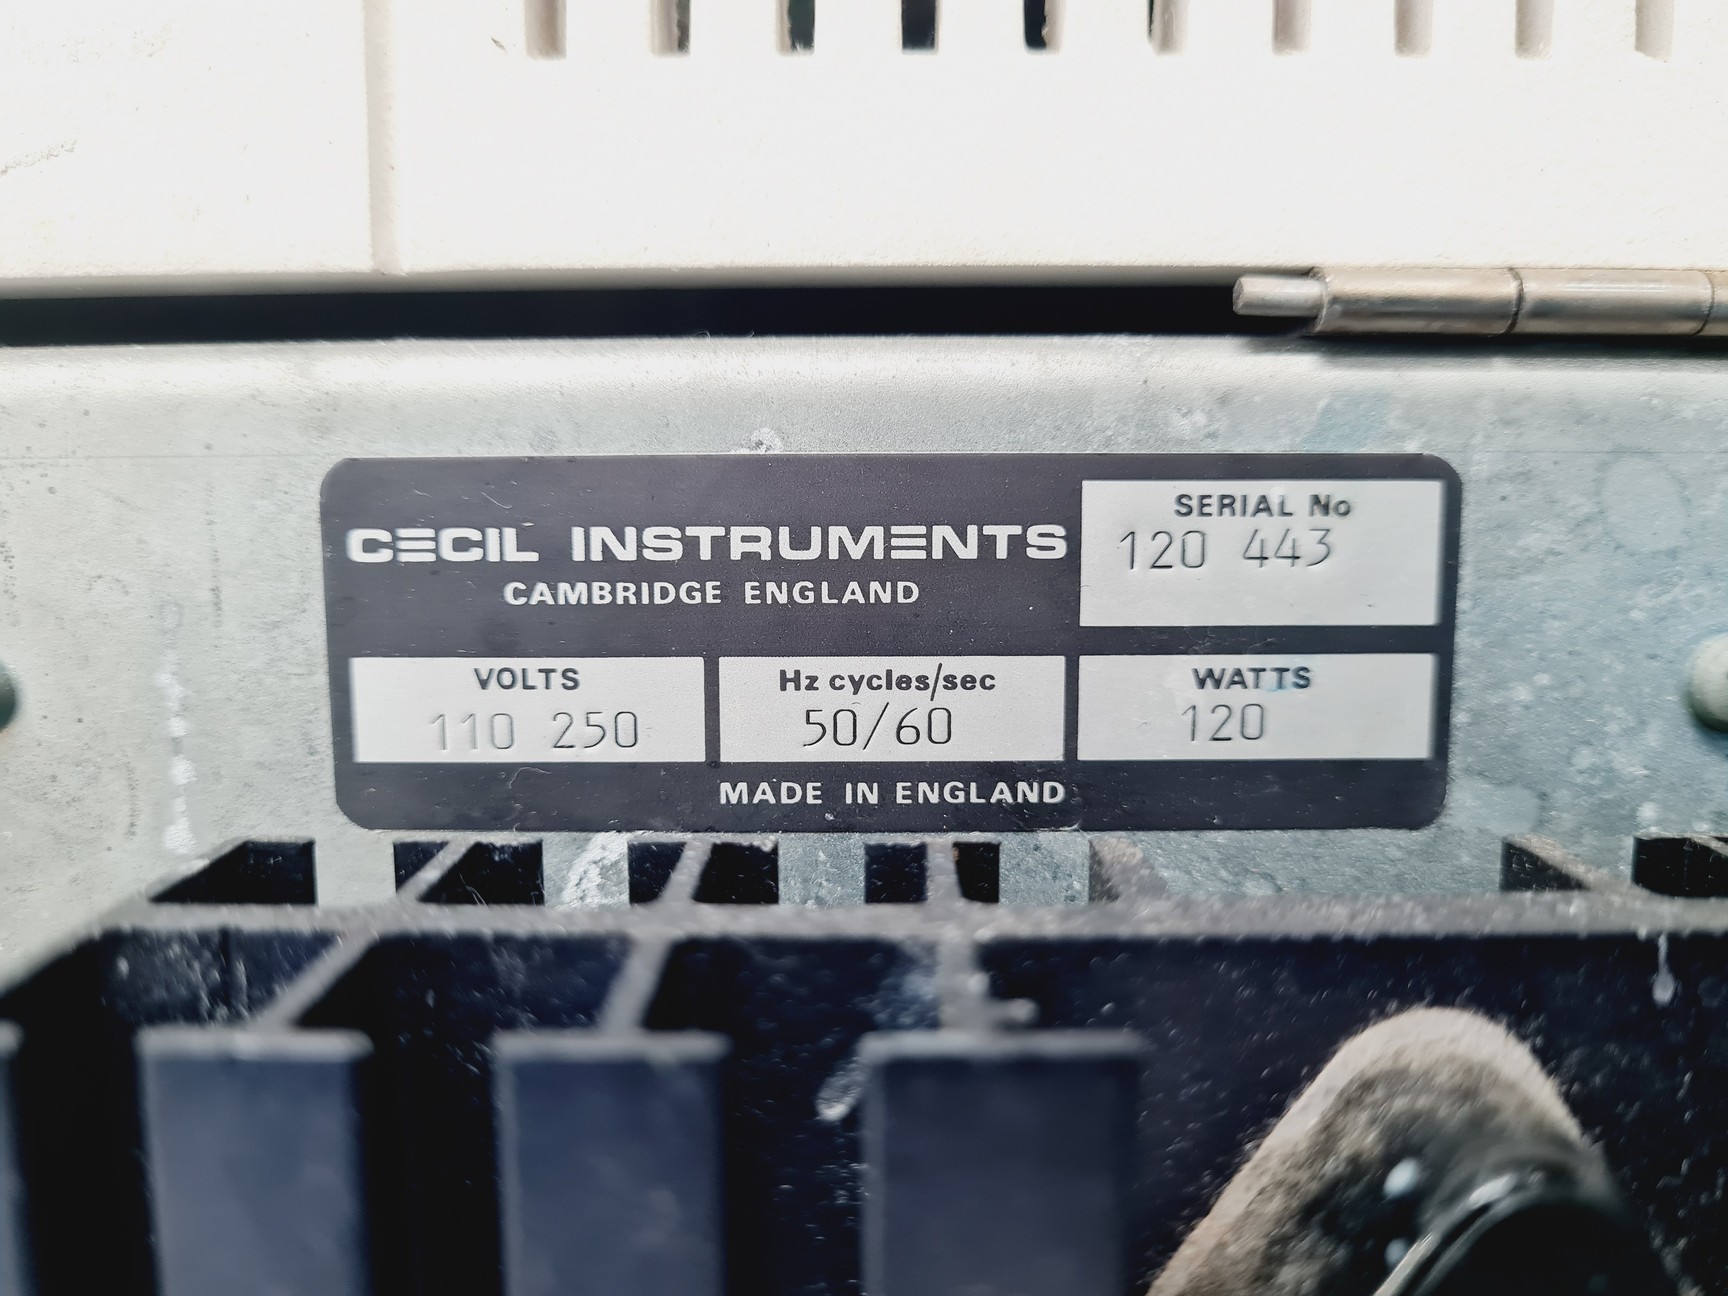 CECIL INSTRUMENTS
CAMBRIDGE ENGLAND
SERIAL No
120 443
VOLTS
110 250
Hz cycles/sec
50/60
WATTS
120
MADE IN ENGLAND